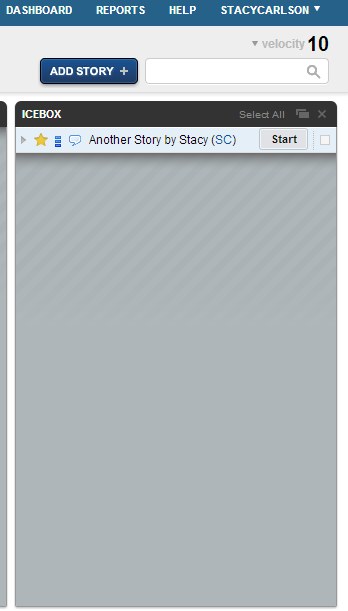 DASHBOARD REPORTS HELP STACYCARLSON
velocity 10
ADD STORY +
ICEBOX Select All
Another Story by Stacy (SC) Start